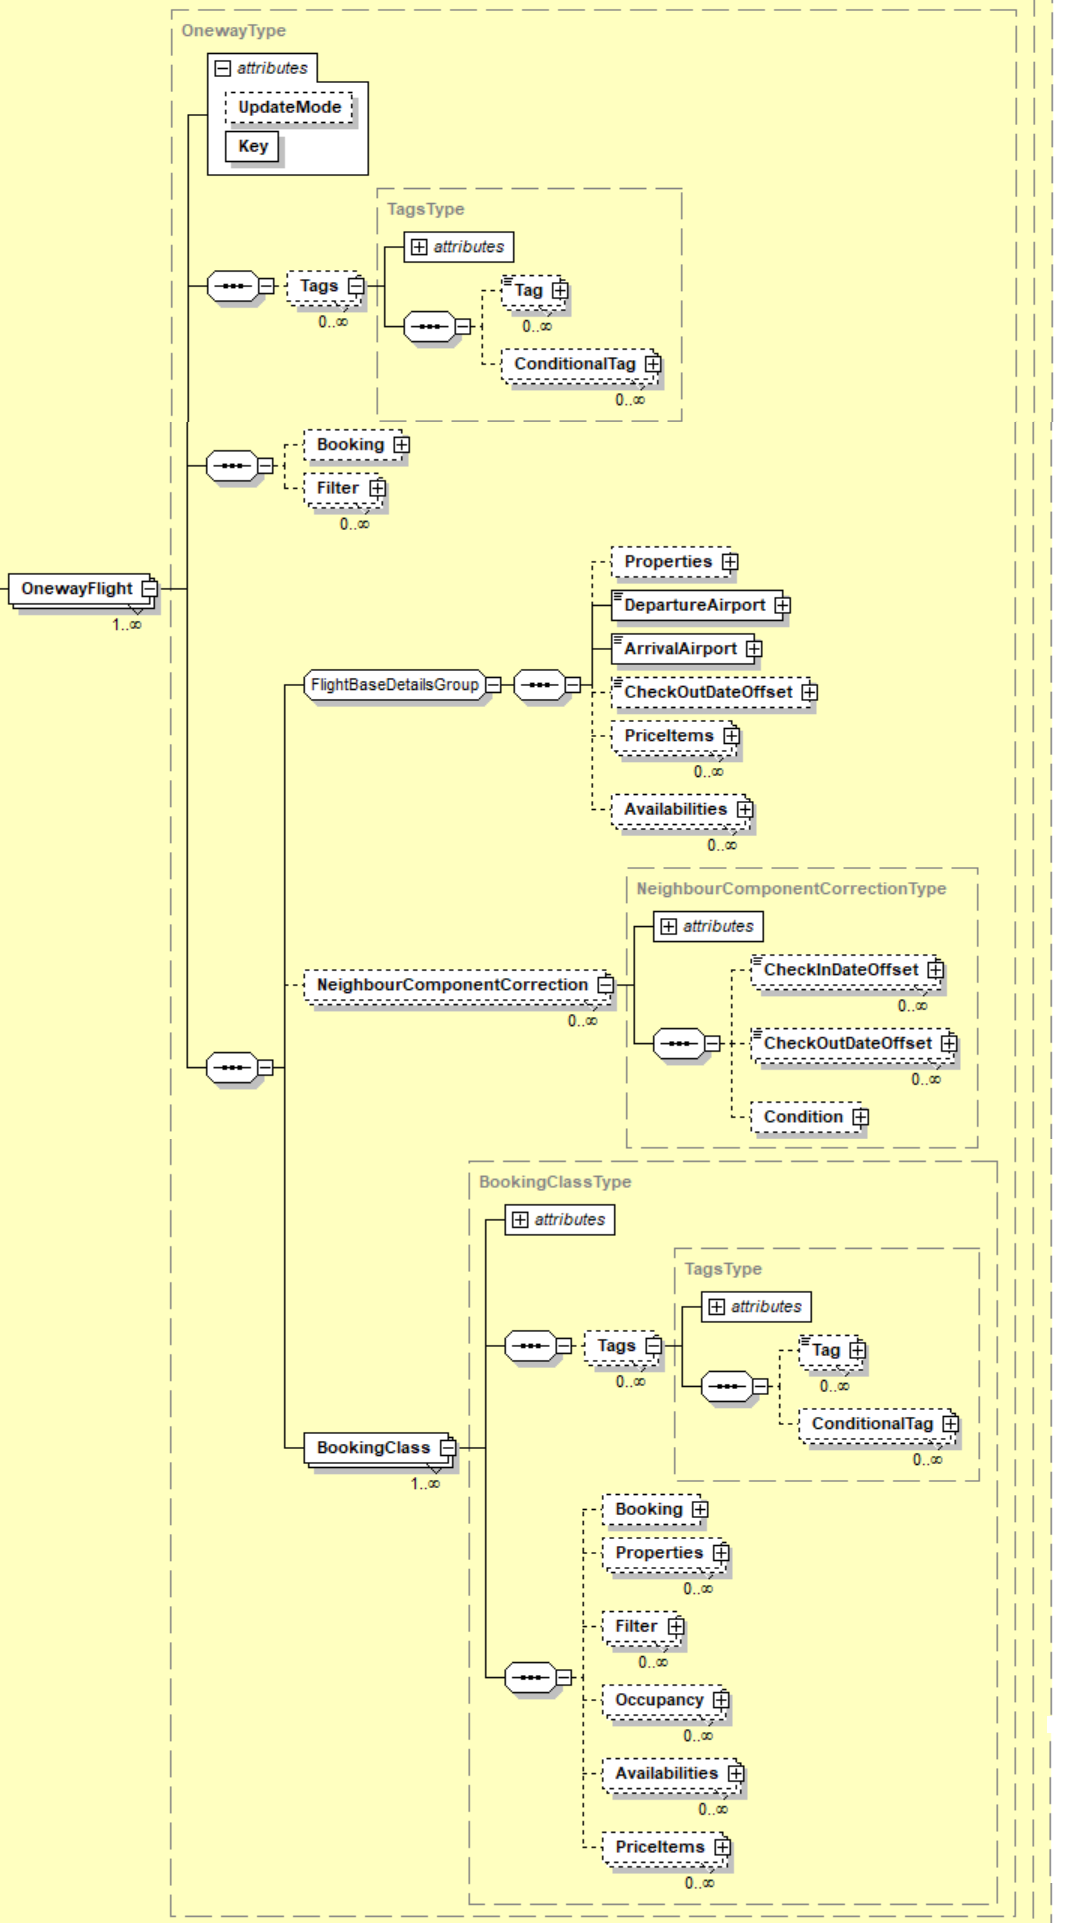 OnewayType
attributes
UpdateMode
Key
TagsType
attributes
Tags
0..∞
Tag
0..∞
ConditionalTag
0..∞
Booking
Filter
0..∞
OnewayFlight
1..∞
Properties
DepartureAirport
ArrivalAirport
FlightBaseDetailsGroup
CheckOutDateOffset
PriceItems
0..∞
Availabilities
0..∞
NeighbourComponentCorrectionType
attributes
NeighbourComponentCorrection
0..∞
CheckInDateOffset
0..∞
CheckOutDateOffset
0..∞
Condition
BookingClassType
attributes
TagsType
attributes
Tags
0..∞
Tag
0..∞
ConditionalTag
0..∞
BookingClass
1..∞
Booking
Properties
0..∞
Filter
0..∞
Occupancy
0..∞
Availabilities
0..∞
PriceItems
0..∞